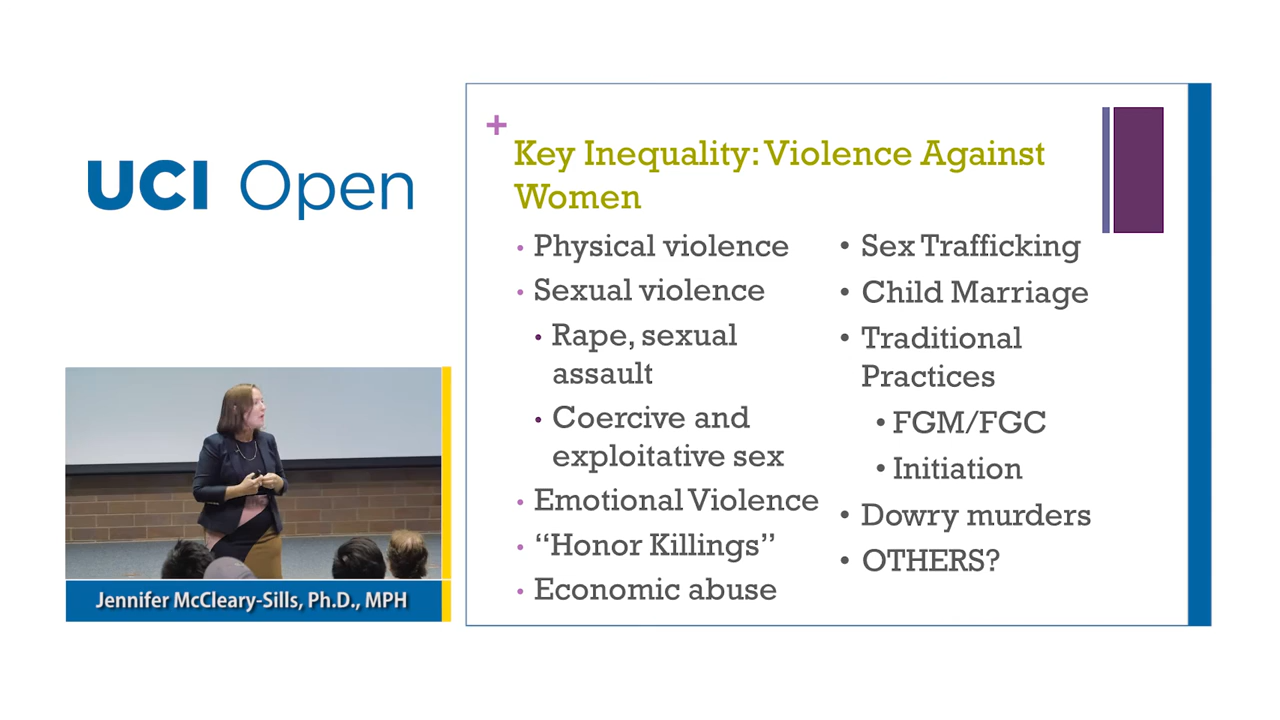 UCI Open
+
Key Inequality: Violence Against
Women
• Physical violence
• Sexual violence
• Rape, sexual
assault
• Coercive and
exploitative sex
• Emotional Violence
• “Honor Killings”
• Economic abuse
• Sex Trafficking
• Child Marriage
• Traditional
Practices
• FGM/FGC
• Initiation
• Dowry murders
• OTHERS?
Jennifer McCleary-Sills, Ph.D., MPH